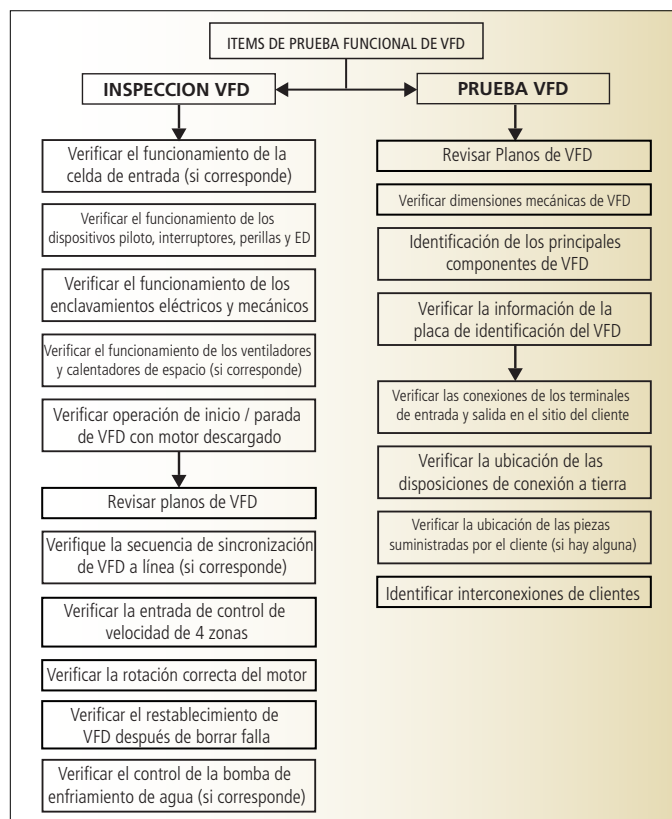 ITEMS DE PRUEBA FUNCIONAL DE VFD
INSPECCION VFD
Verificar el funcionamiento de la
celda de entrada (si corresponde)
Verificar el funcionamiento de los
dispositivos piloto, interruptores, perillas y ED
Verificar el funcionamiento de los
enclavamientos eléctricos y mecánicos
Verificar el funcionamiento de los ventiladores
y calentadores de espacio (si corresponde)
Verificar operación de inicio / parada
de VFD con motor descargado
Revisar planos de VFD
Verifique la secuencia de sincronización
de VFD a línea (si corresponde)
Verificar la entrada de control de
velocidad de 4 zonas
Verificar la rotación correcta del motor
Verificar el restablecimiento de
VFD después de borrar falla
Verificar el control de la bomba de
enfriamiento de agua (si corresponde)
PRUEBA VFD
Revisar Planos de VFD
Verificar dimensiones mecánicas de VFD
Identificación de los principales
componentes de VFD
Verificar la información de la
placa de identificación del VFD
Verificar las conexiones de los terminales
de entrada y salida en el sitio del cliente
Verificar la ubicación de las
disposiciones de conexión a tierra
Verificar la ubicación de las piezas
suministradas por el cliente (si hay alguna)
Identificar interconexiones de clientes